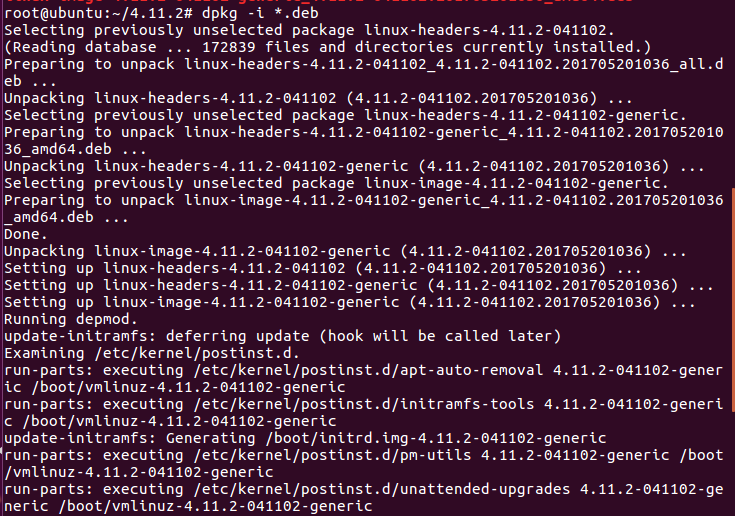 root@ubuntu:~/4.11.2# dpkg -i *.deb
Selecting previously unselected package linux-headers-4.11.2-041102.
(Reading database ... 172839 files and directories currently installed.)
Preparing to unpack linux-headers-4.11.2-041102_4.11.2-041102.201705201036_all.d
eb ...
Unpacking linux-headers-4.11.2-041102 (4.11.2-041102.201705201036) ...
Selecting previously unselected package linux-headers-4.11.2-041102-generic.
Preparing to unpack linux-headers-4.11.2-041102-generic_4.11.2-041102.2017052010
36_amd64.deb ...
Unpacking linux-headers-4.11.2-041102-generic (4.11.2-041102.201705201036) ...
Selecting previously unselected package linux-image-4.11.2-041102-generic.
Preparing to unpack linux-image-4.11.2-041102-generic_4.11.2-041102.201705201036
_amd64.deb ...
Done.
Unpacking linux-image-4.11.2-041102-generic (4.11.2-041102.201705201036) ...
Setting up linux-headers-4.11.2-041102 (4.11.2-041102.201705201036) ...
Setting up linux-headers-4.11.2-041102-generic (4.11.2-041102.201705201036) ...
Setting up linux-image-4.11.2-041102-generic (4.11.2-041102.201705201036) ...
Running depmod.
update-initramfs: deferring update (hook will be called later)
Examining /etc/kernel/postinst.d.
run-parts: executing /etc/kernel/postinst.d/apt-auto-removal 4.11.2-041102-gener
ic /boot/vmlinuz-4.11.2-041102-generic
run-parts: executing /etc/kernel/postinst.d/initramfs-tools 4.11.2-041102-generi
c /boot/vmlinuz-4.11.2-041102-generic
update-initramfs: Generating /boot/initrd.img-4.11.2-041102-generic
run-parts: executing /etc/kernel/postinst.d/pm-utils 4.11.2-041102-generic /boot
/vmlinuz-4.11.2-041102-generic
run-parts: executing /etc/kernel/postinst.d/unattended-upgrades 4.11.2-041102-ge
neric /boot/vmlinuz-4.11.2-041102-generic